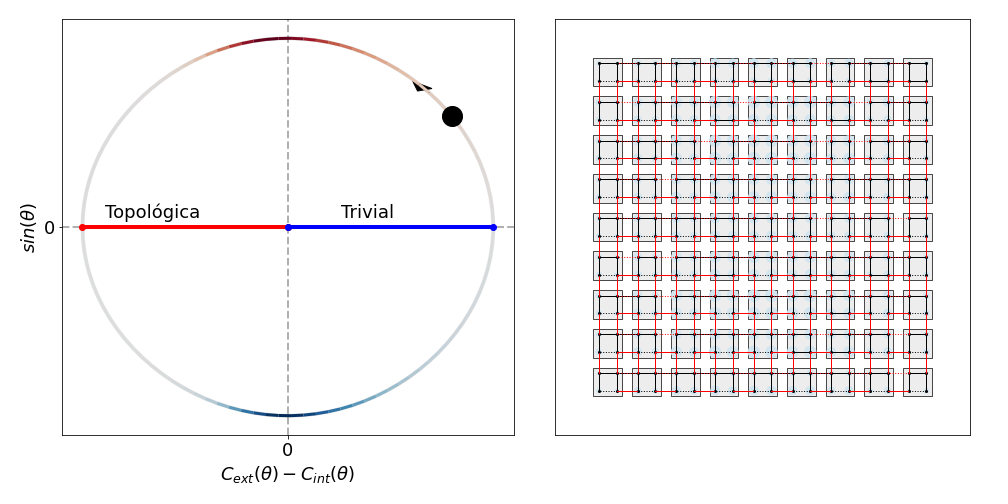 Topológica
Trivial
sin(θ)
0
0
C_ext(θ) − C_int(θ)